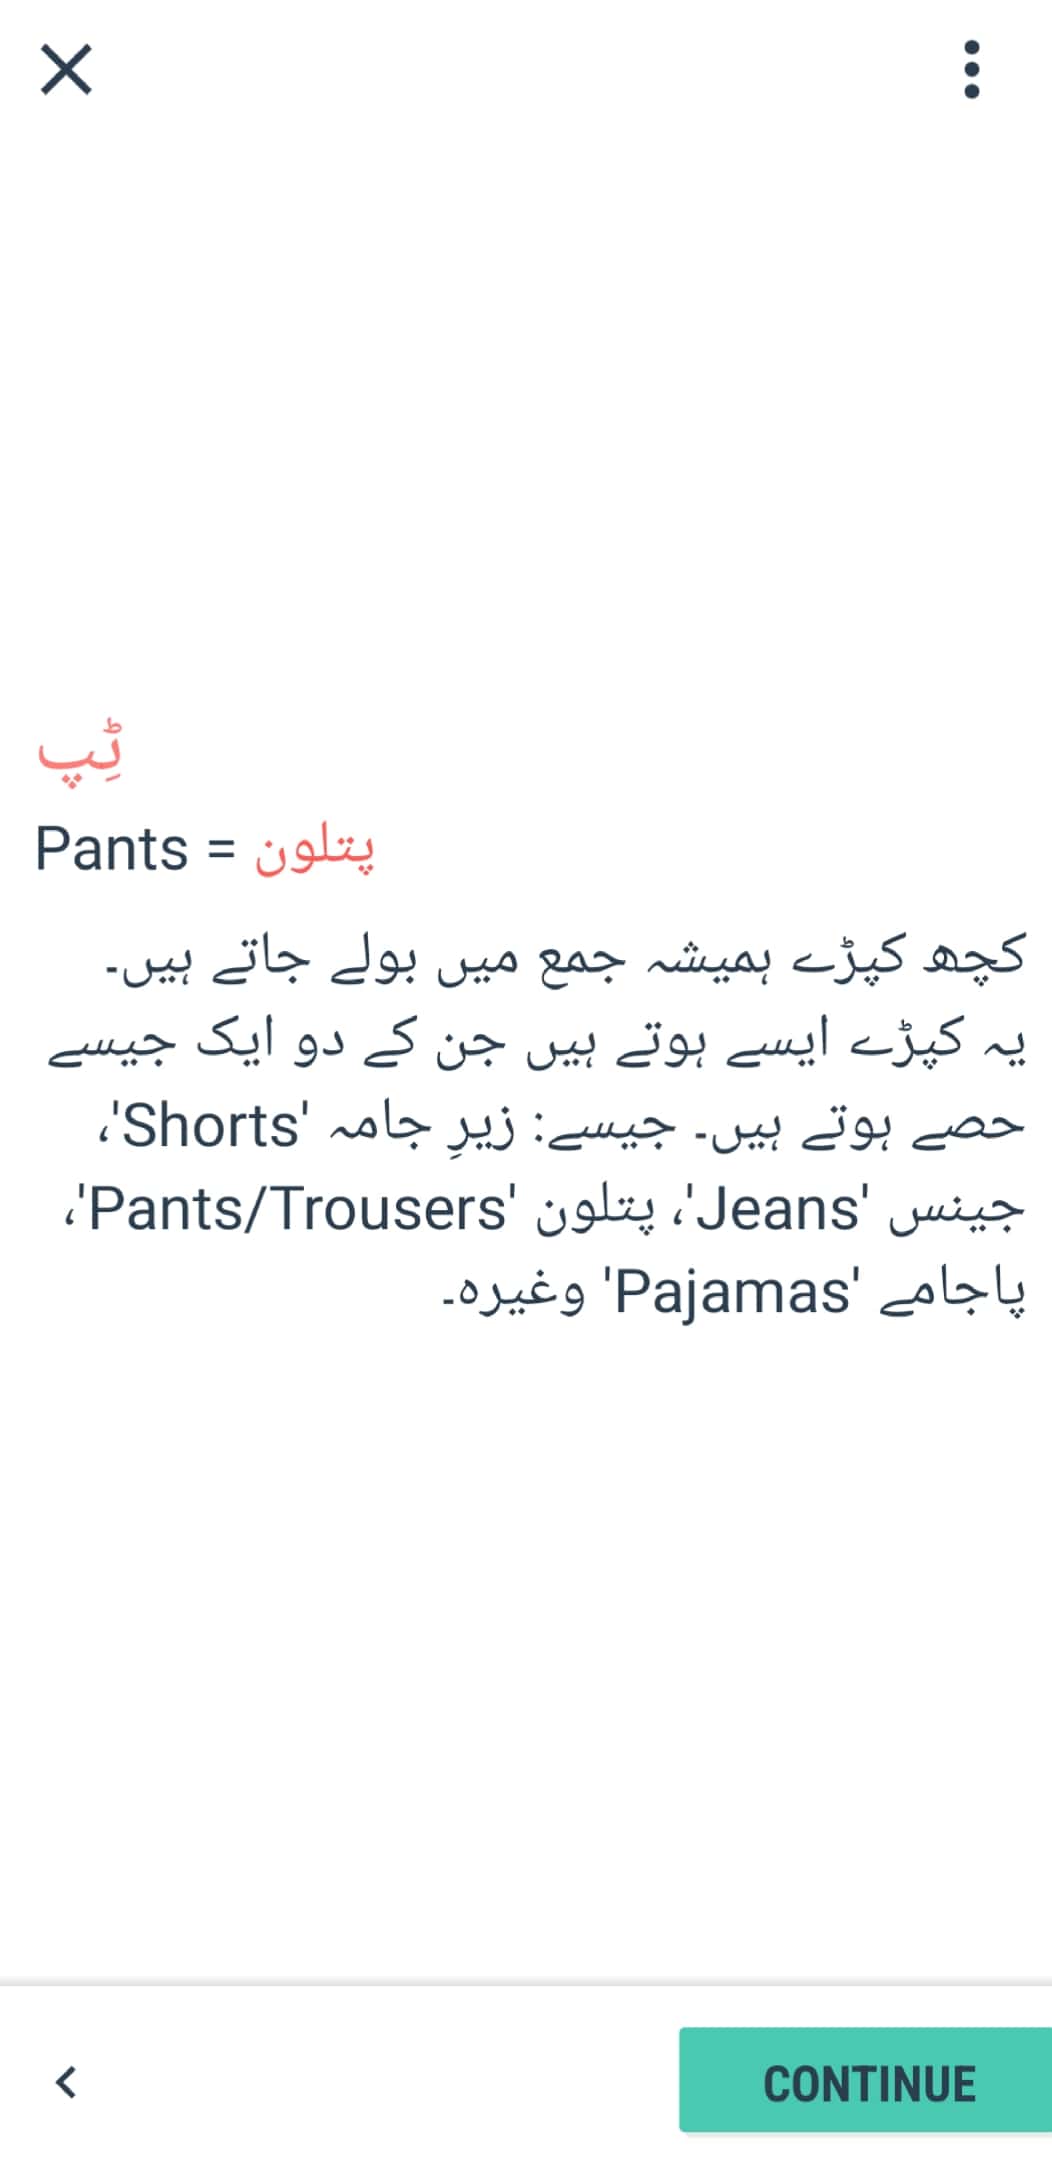 ٹِپ
Pants = پتلون
کچھ کپڑے ہمیشہ جمع میں بولے جاتے ہیں۔
یہ کپڑے ایسے ہوتے ہیں جن کے دو ایک جیسے
حصے ہوتے ہیں۔ جیسے: زیرِ جامہ 'Shorts'،
جینس 'Jeans'، پتلون 'Pants/Trousers'،
پاجامے 'Pajamas' وغیرہ۔
CONTINUE